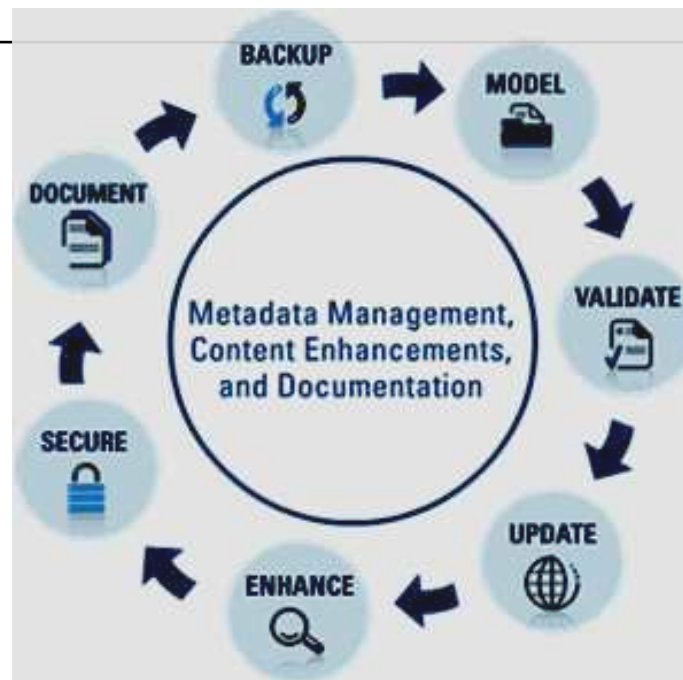 BACKUP
MODEL
VALIDATE
UPDATE
ENHANCE
SECURE
DOCUMENT
Metadata Management,
Content Enhancements,
and Documentation